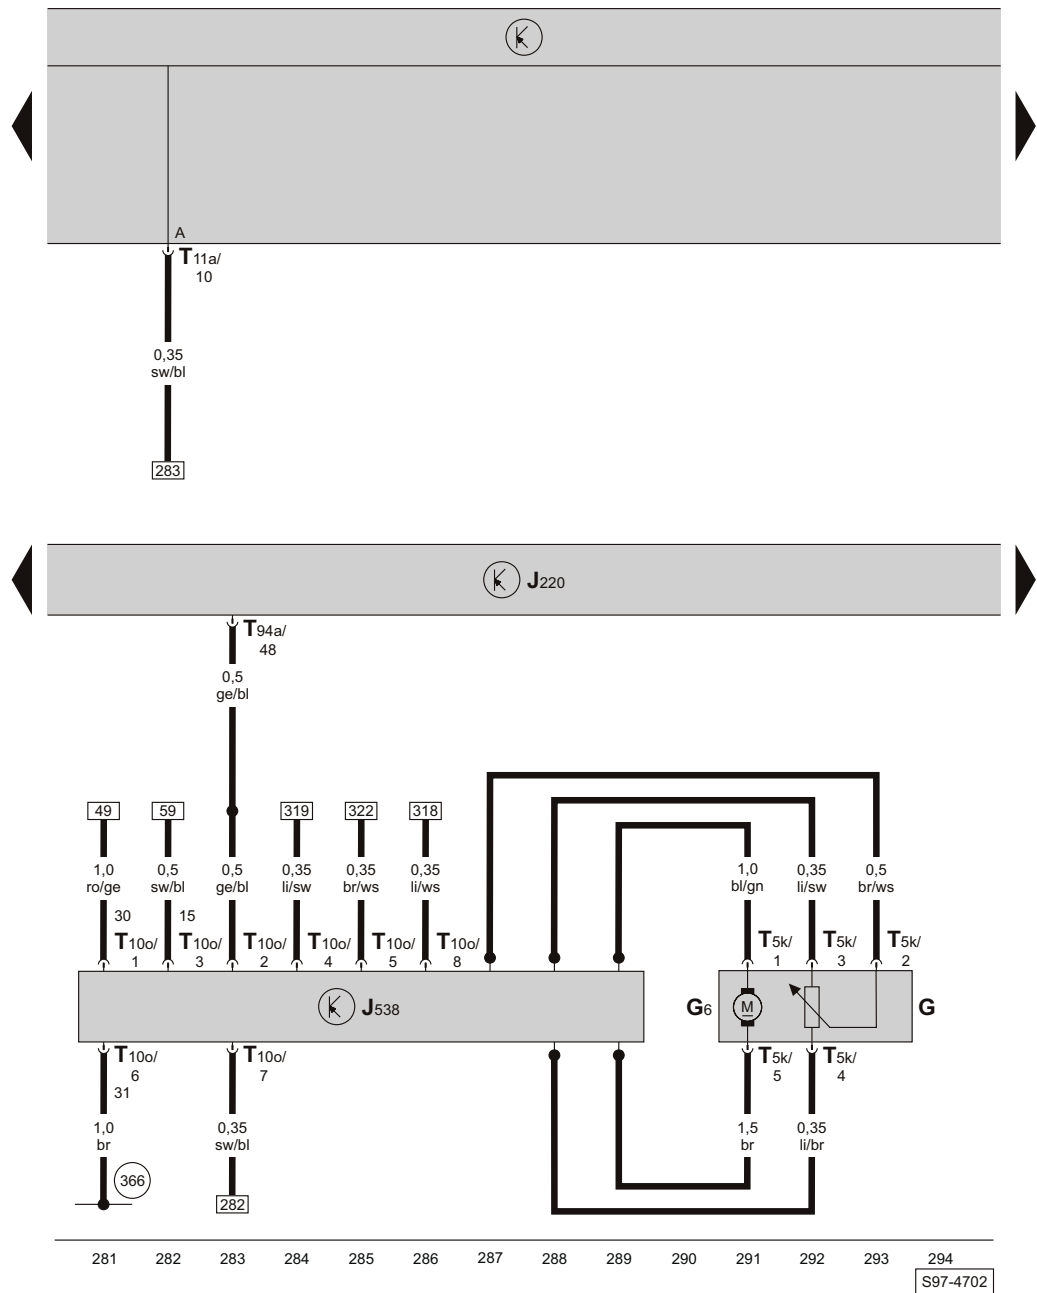 A
T11a/
10
0,35
sw/bl
283
J220
T94a/
48
0,5
ge/bl
49 59 319 322 318
1,0 0,5 0,5 0,35 0,35 0,35 1,0 0,35 0,5
ro/ge sw/bl ge/bl li/sw br/ws li/ws bl/gn li/sw br/ws
30 15
T10o/ T10o/ T10o/ T10o/ T10o/ T10o/ T5k/ T5k/ T5k/
1 3 2 4 5 8 1 3 2
J538 G6 M G
T10o/ T10o/ T5k/ T5k/
6 7 5 4
31
1,0 0,35 1,5 0,35
br sw/bl br li/br
366
282
281 282 283 284 285 286 287 288 289 290 291 292 293 294
S97-4702